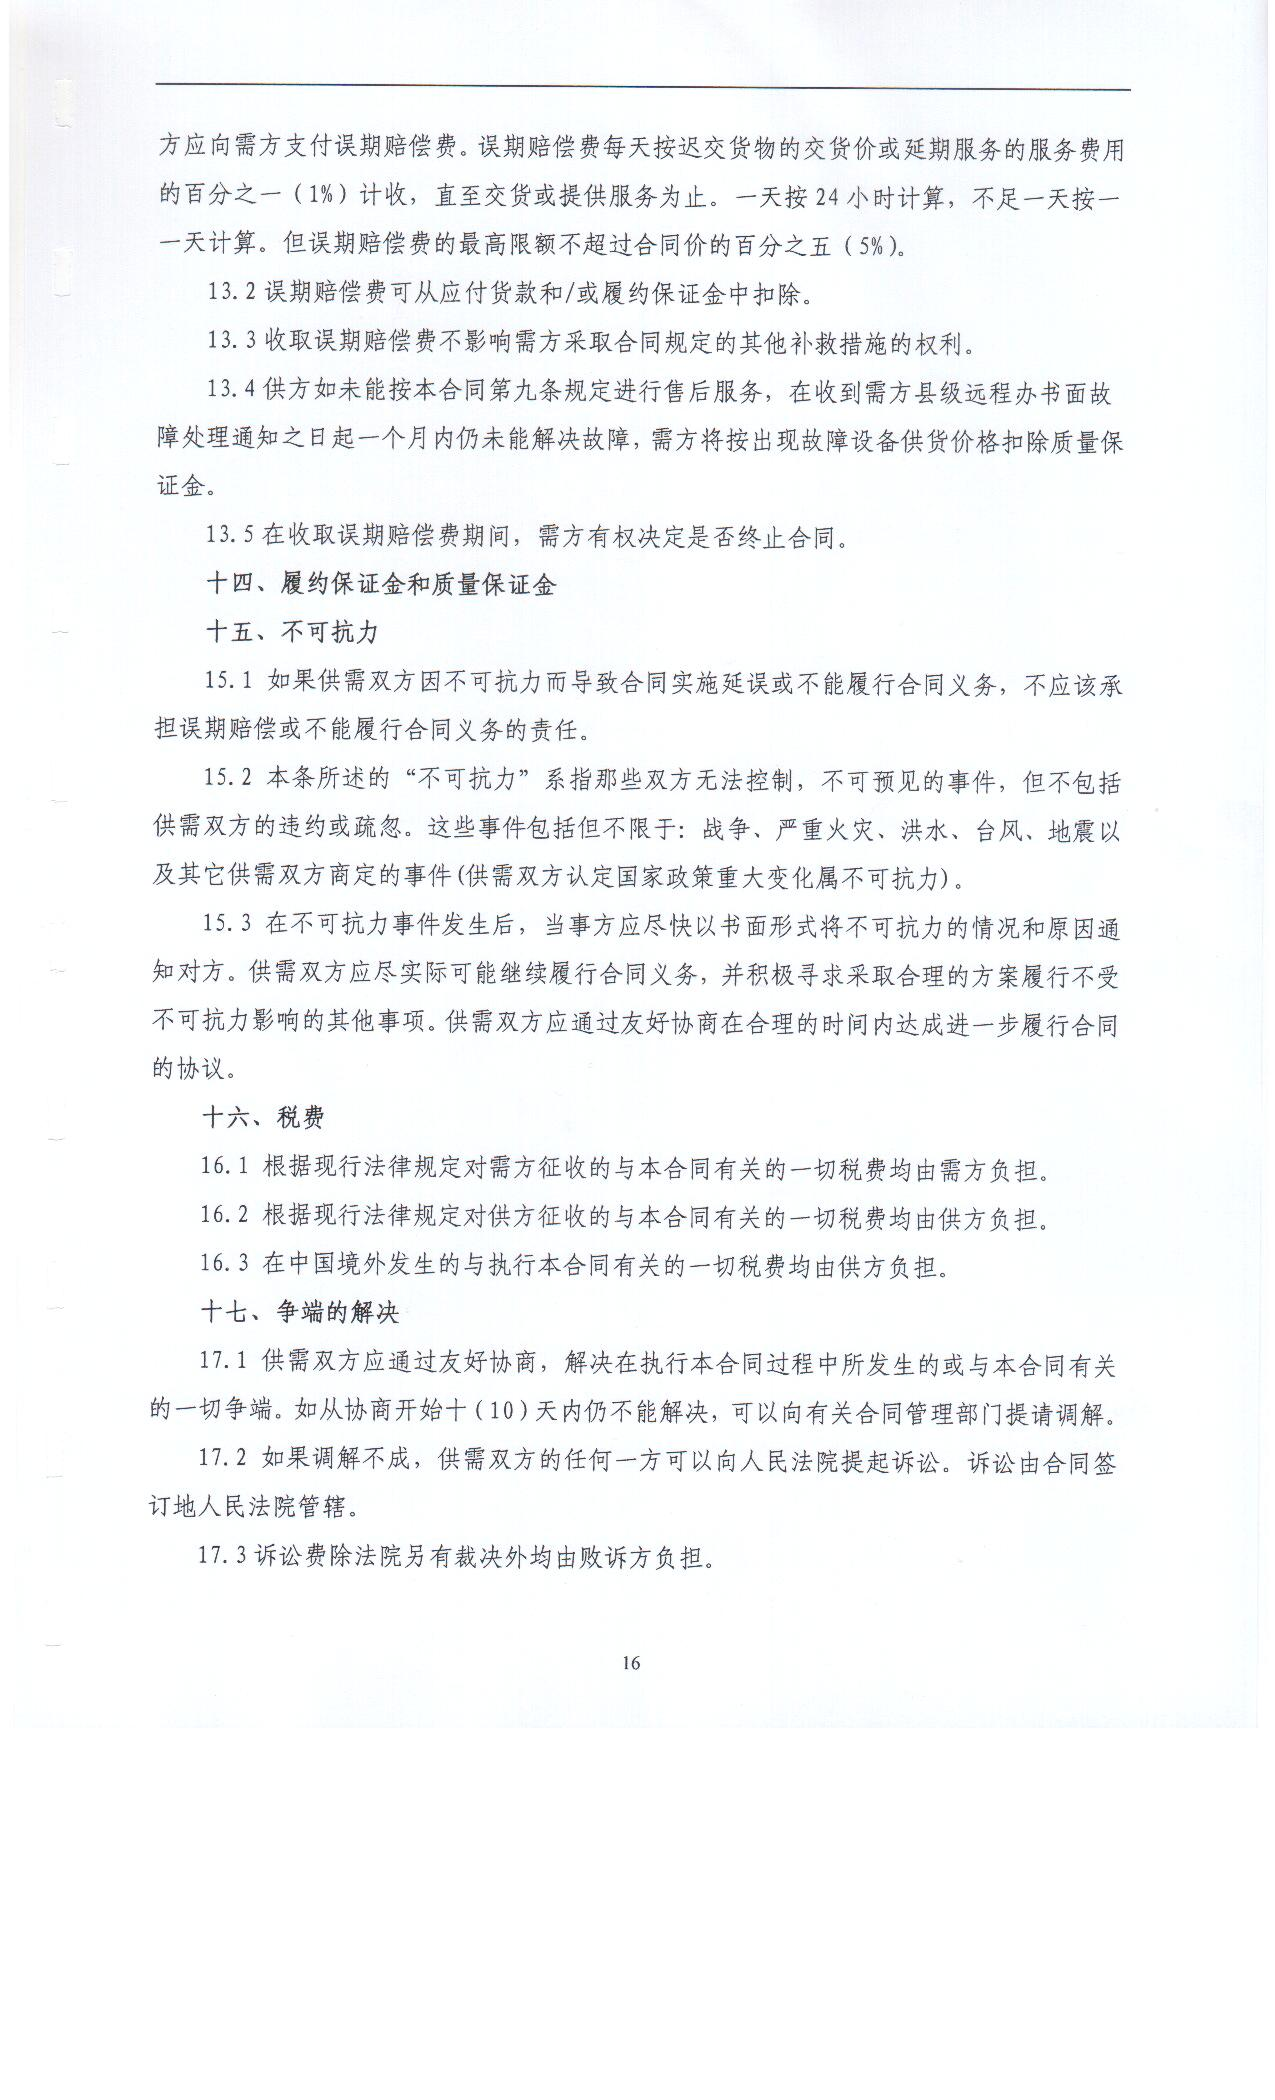 方应向需方支付误期赔偿费。误期赔偿费每天按迟交货物的交货价或延期服务的服务费用
的百分之一（1%）计收，直至交货或提供服务为止。一天按 24 小时计算，不足一天按一
一天计算。但误期赔偿费的最高限额不超过合同价的百分之五（5%）。
13.2 误期赔偿费可从应付货款和/或履约保证金中扣除。
13.3 收取误期赔偿费不影响需方采取合同规定的其他补救措施的权利。
13.4 供方如未能按本合同第九条规定进行售后服务，在收到需方县级远程办书面故
障处理通知之日起一个月内仍未能解决故障，需方将按出现故障设备供货价格扣除质量保
证金。
13.5 在收取误期赔偿费期间，需方有权决定是否终止合同。
十四、履约保证金和质量保证金
十五、不可抗力
15.1 如果供需双方因不可抗力而导致合同实施延误或不能履行合同义务，不应该承
担误期赔偿或不能履行合同义务的责任。
15.2 本条所述的“不可抗力”系指那些双方无法控制，不可预见的事件，但不包括
供需双方的违约或疏忽。这些事件包括但不限于：战争、严重火灾、洪水、台风、地震以
及其它供需双方商定的事件(供需双方认定国家政策重大变化属不可抗力)。
15.3 在不可抗力事件发生后，当事方应尽快以书面形式将不可抗力的情况和原因通
知对方。供需双方应尽实际可能继续履行合同义务，并积极寻求采取合理的方案履行不受
不可抗力影响的其他事项。供需双方应通过友好协商在合理的时间内达成进一步履行合同
的协议。
十六、税费
16.1 根据现行法律规定对需方征收的与本合同有关的一切税费均由需方负担。
16.2 根据现行法律规定对供方征收的与本合同有关的一切税费均由供方负担。
16.3 在中国境外发生的与执行本合同有关的一切税费均由供方负担。
十七、争端的解决
17.1 供需双方应通过友好协商，解决在执行本合同过程中所发生的或与本合同有关
的一切争端。如从协商开始十（10）天内仍不能解决，可以向有关合同管理部门提请调解。
17.2 如果调解不成，供需双方的任何一方可以向人民法院提起诉讼。诉讼由合同签
订地人民法院管辖。
17.3 诉讼费除法院另有裁决外均由败诉方负担。
16